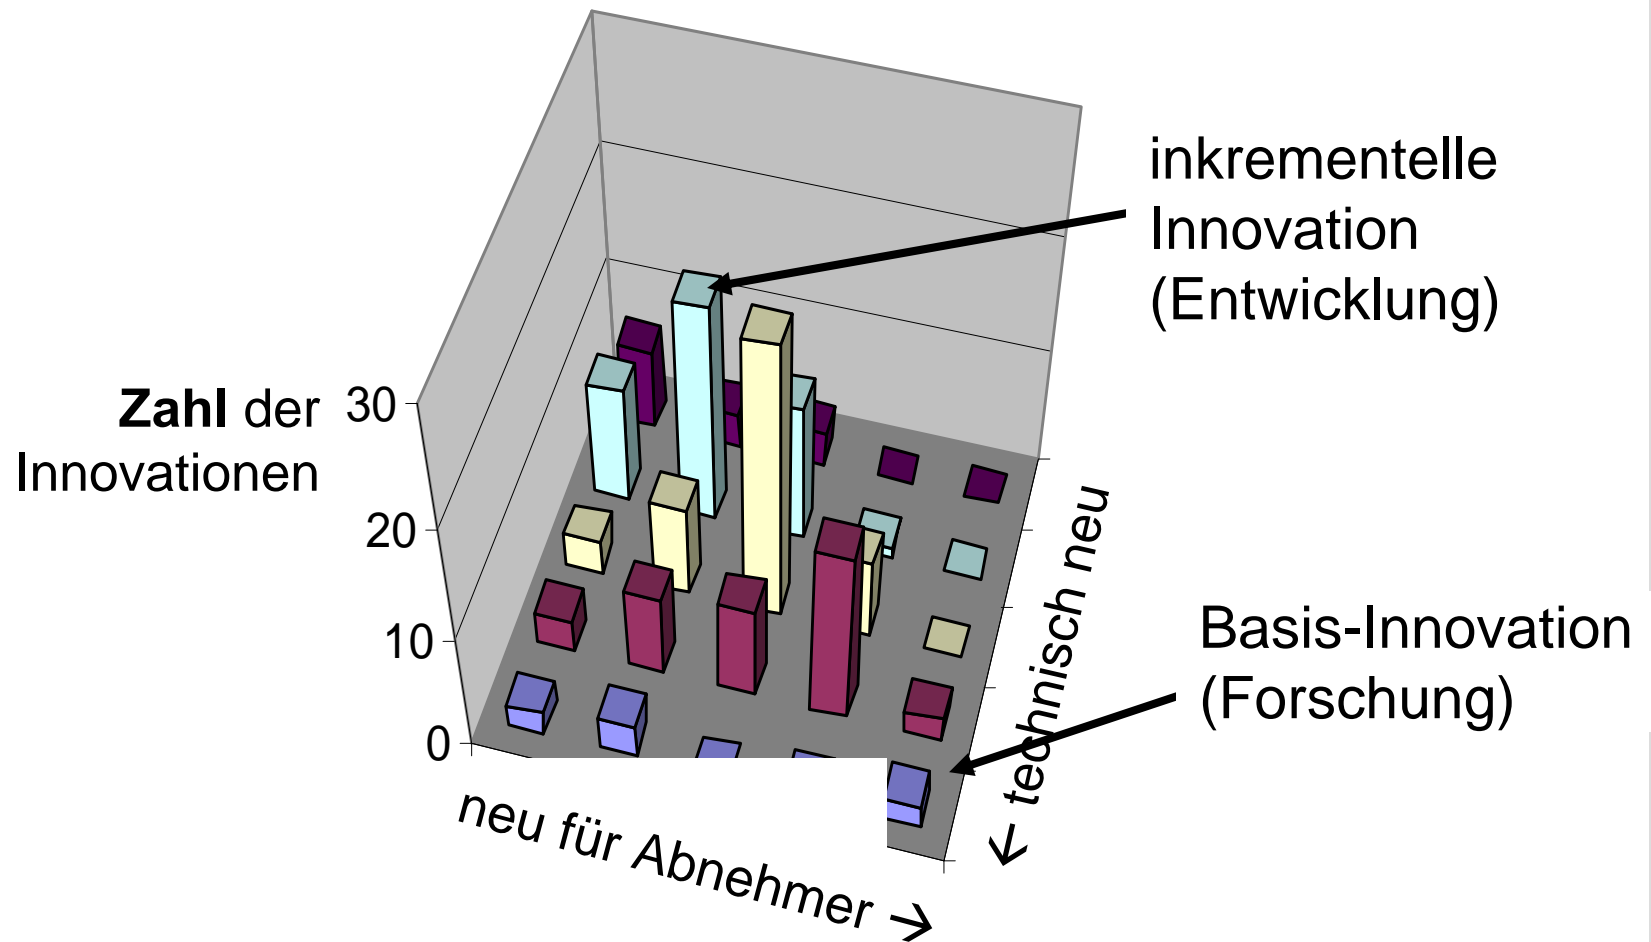 inkrementelle
Innovation
(Entwicklung)
Zahl der
Innovationen
30
20
10
0
← technisch neu
Basis-Innovation
(Forschung)
neu für Abnehmer →